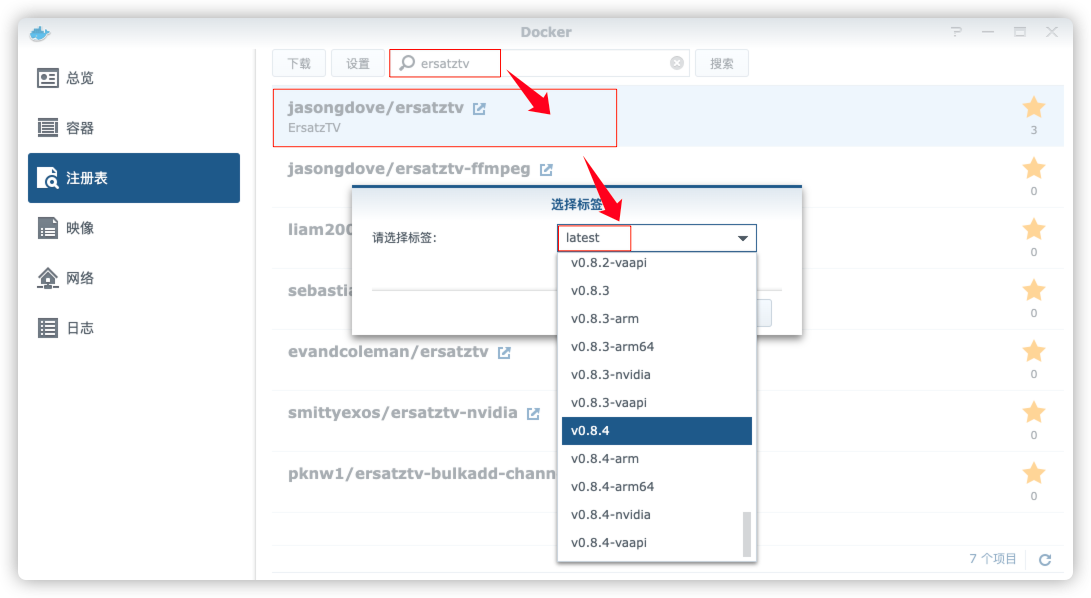 Docker
总览
容器
注册表
映像
网络
日志
下载
设置
ersatztv
搜索
jasongdove/ersatztv
ErsatzTV
3
jasongdove/ersatztv-ffmpeg
0
liam200
0
sebastia
0
evandcoleman/ersatztv
0
smittyexos/ersatztv-nvidia
0
pknw1/ersatztv-bulkadd-chann
0
选择标签
请选择标签:
latest
v0.8.2-vaapi
v0.8.3
v0.8.3-arm
v0.8.3-arm64
v0.8.3-nvidia
v0.8.3-vaapi
v0.8.4
v0.8.4-arm
v0.8.4-arm64
v0.8.4-nvidia
v0.8.4-vaapi
7 个项目